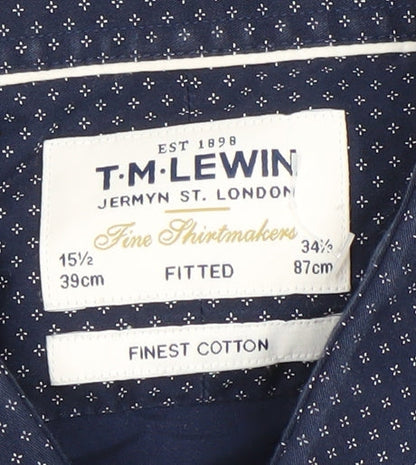 EST 1898
T·M·LEWIN
JERMYN ST. LONDON
Fine Shirtmakers
15½ 34½
39cm FITTED 87cm
FINEST COTTON